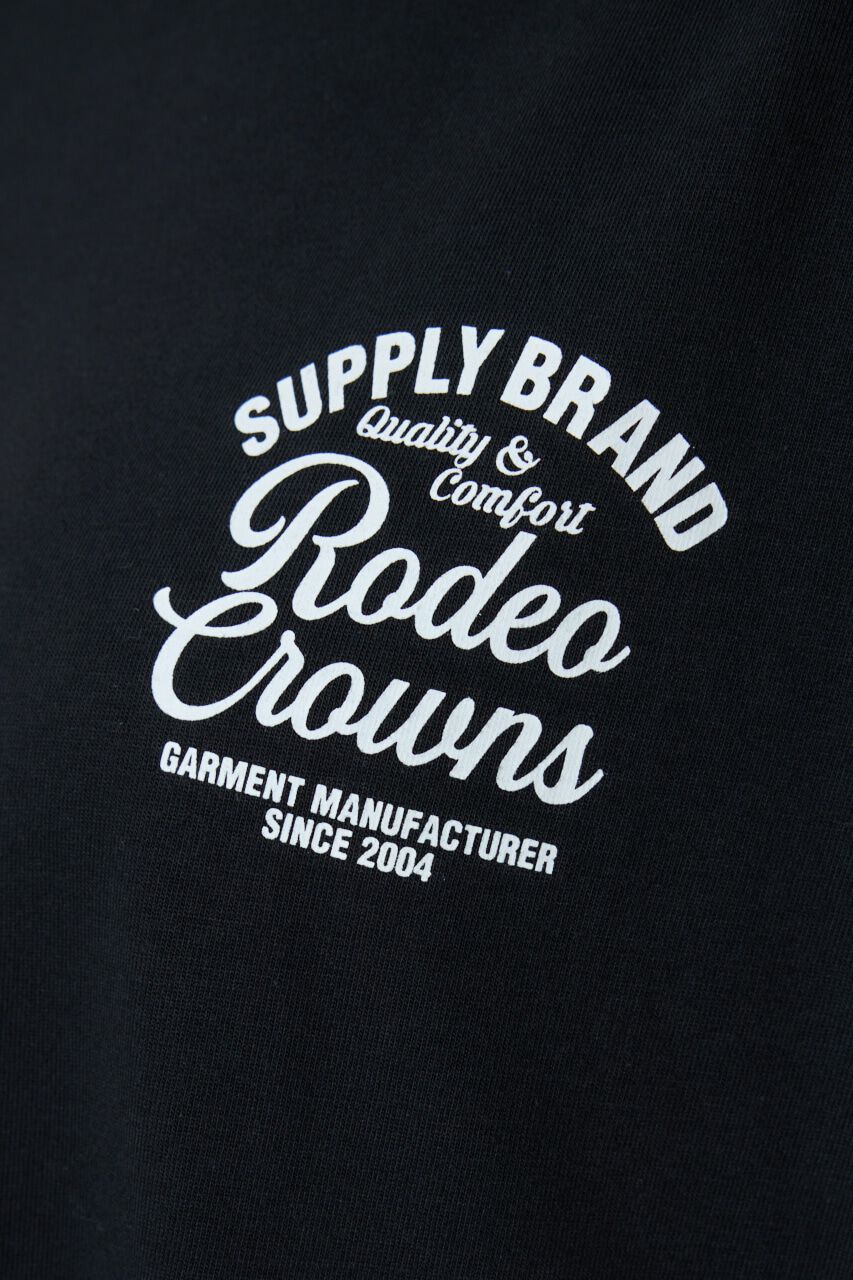 SUPPLY BRAND
Quality &
Comfort
Rodeo
Crowns
GARMENT MANUFACTURER
SINCE 2004